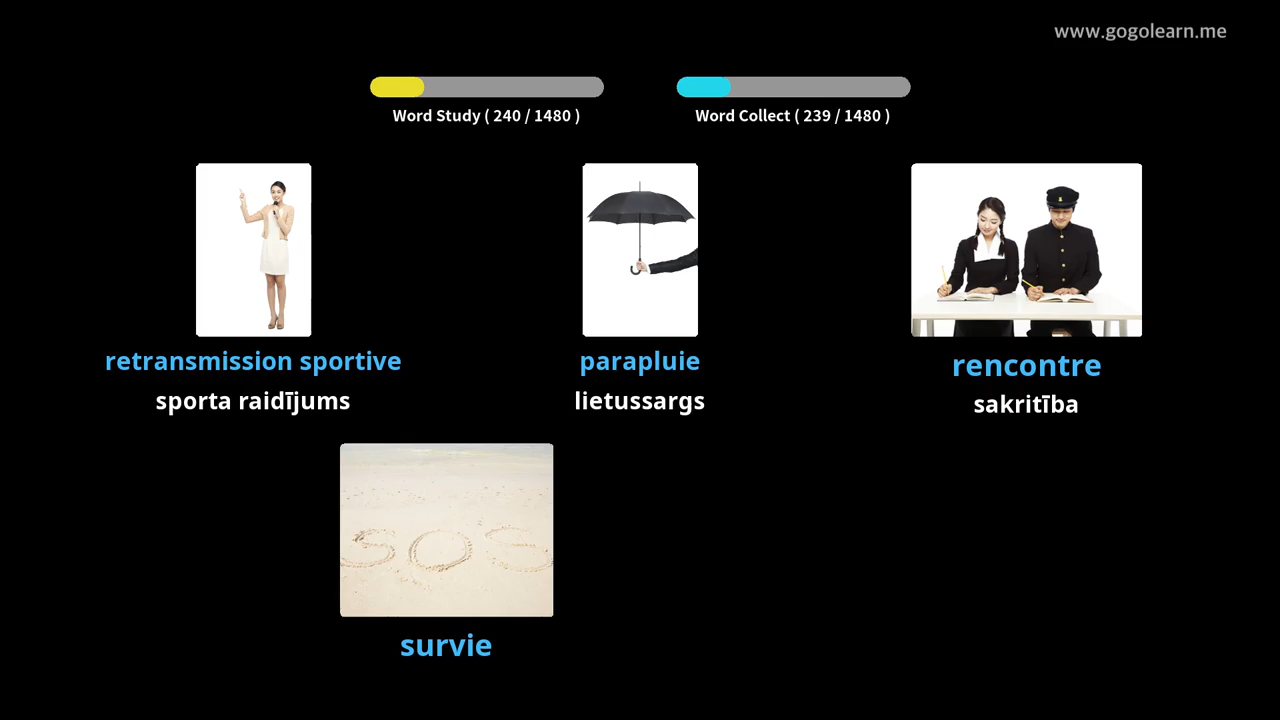 www.gogolearn.me
Word Study ( 240 / 1480 )
Word Collect ( 239 / 1480 )
retransmission sportive
sporta raidījums
parapluie
lietussargs
rencontre
sakritība
SOS
survie